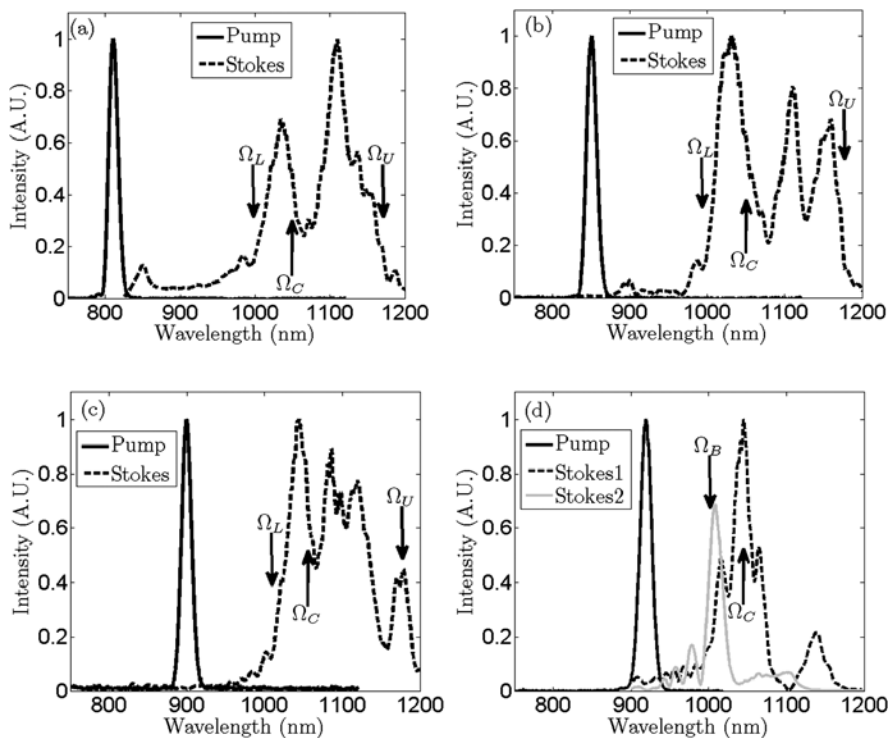 (a)
Pump
Stokes
Ω_L
Ω_U
Ω_C
Intensity (A.U.)
1
0.8
0.6
0.4
0.2
0
800 900 1000 1100 1200
Wavelength (nm)
(b)
Pump
Stokes
Ω_L
Ω_U
Ω_C
Intensity (A.U.)
1
0.8
0.6
0.4
0.2
0
800 900 1000 1100 1200
Wavelength (nm)
(c)
Pump
Stokes
Ω_L
Ω_U
Ω_C
Intensity (A.U.)
1
0.8
0.6
0.4
0.2
0
800 900 1000 1100 1200
Wavelength (nm)
(d)
Pump
Stokes1
Stokes2
Ω_B
Ω_C
Intensity (A.U.)
1
0.8
0.6
0.4
0.2
0
800 900 1000 1100 1200
Wavelength (nm)